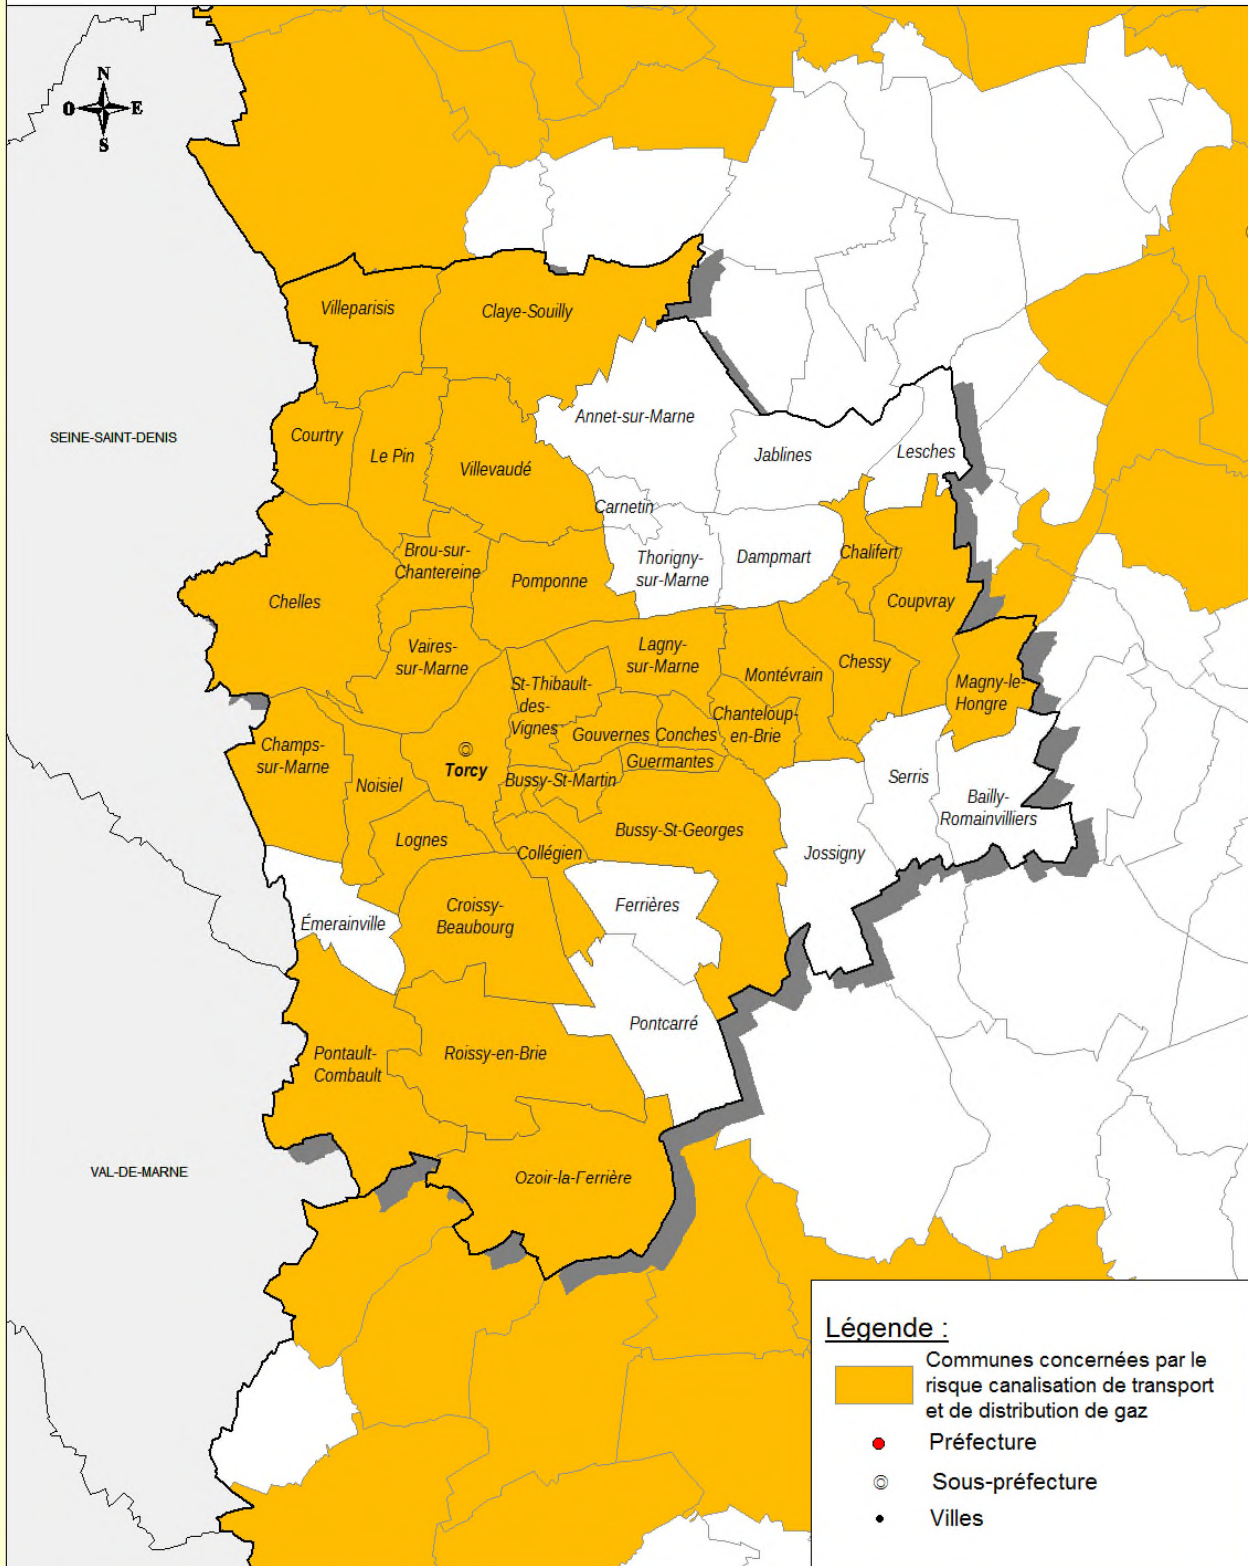 N
O E
S
Villeparisis
Claye-Souilly
SEINE-SAINT-DENIS
Courtry
Le Pin
Villevaudé
Annet-sur-Marne
Jablines
Lesches
Carnetin
Thorigny-
sur-Marne
Dampmart
Chalifert
Coupvray
Chelles
Brou-sur-
Chantereine
Pomponne
Vaires-
sur-Marne
St-Thibault-
des-
Vignes
Lagny-
sur-Marne
Montévrain
Chessy
Magny-le-
Hongre
Champs-
sur-Marne
Noisiel
Torcy
Gouvernes
Conches
Chanteloup-
en-Brie
Guermantes
Bussy-St-Martin
Serris
Bailly-
Romainvilliers
Lognes
Collégien
Bussy-St-Georges
Jossigny
Émerainville
Croissy-
Beaubourg
Ferrières
Pontcarré
Pontault-
Combault
Roissy-en-Brie
VAL-DE-MARNE
Ozoir-la-Ferrière
Légende :
Communes concernées par le
risque canalisation de transport
et de distribution de gaz
Préfecture
Sous-préfecture
Villes